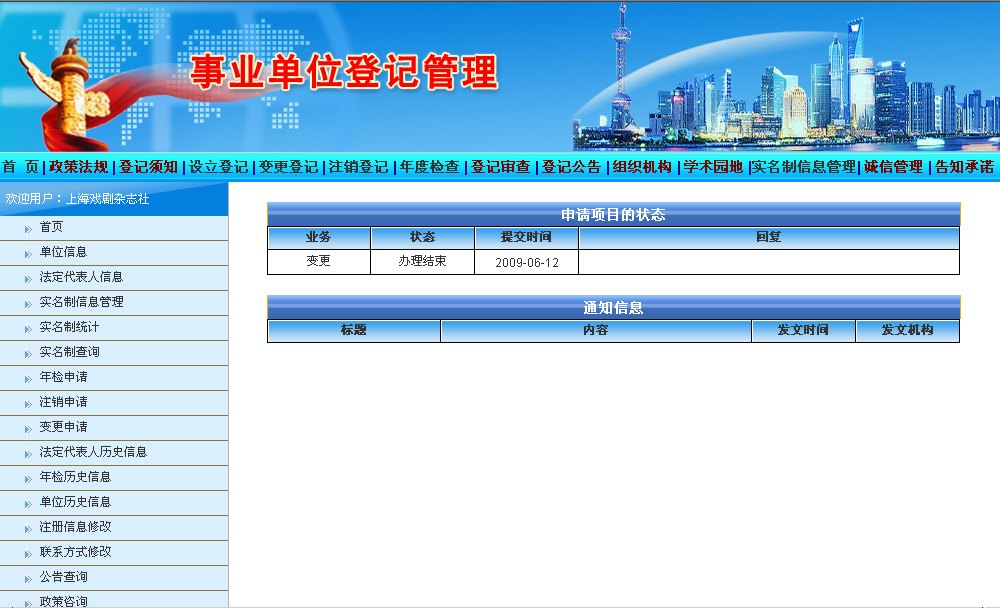 事业单位登记管理
首 页|政策法规|登记须知|设立登记|变更登记|注销登记|年度检查|登记审查|登记公告|组织机构|学术园地|实名制信息管理|诚信管理|告知承诺
欢迎用户：上海戏剧杂志社
首页
单位信息
法定代表人信息
实名制信息管理
实名制统计
实名制查询
年检申请
注销申请
变更申请
法定代表人历史信息
年检历史信息
单位历史信息
注册信息修改
联系方式修改
公告查询
政策咨询
申请项目的状态
业务 状态 提交时间 回复
变更 办理结束 2009-06-12
通知信息
标题 内容 发文时间 发文机构